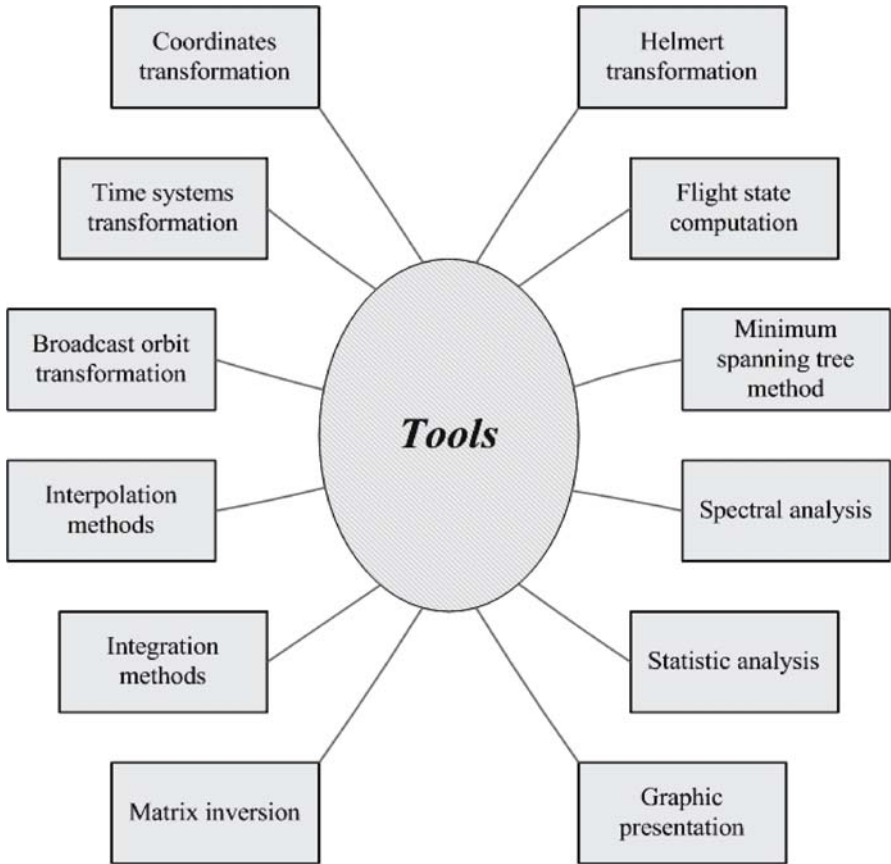 Coordinates
transformation
Helmert
transformation
Time systems
transformation
Flight state
computation
Broadcast orbit
transformation
Minimum
spanning tree
method
Tools
Interpolation
methods
Spectral analysis
Integration
methods
Statistic analysis
Matrix inversion
Graphic
presentation